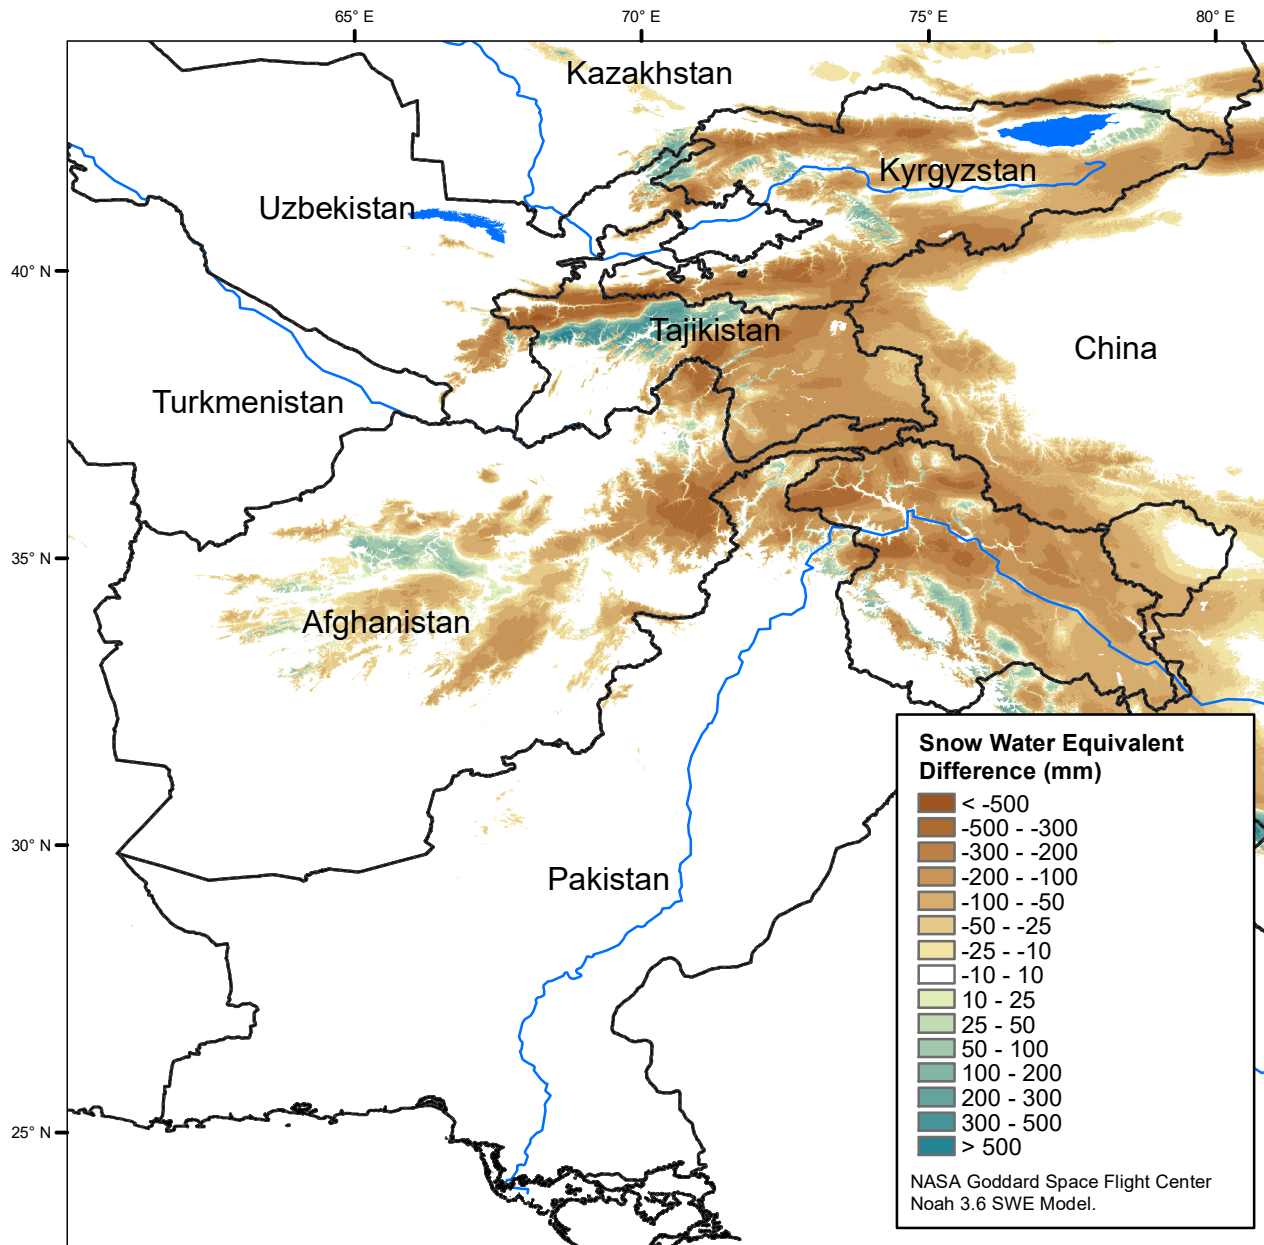 65° E
70° E
75° E
80° E
Kazakhstan
Kyrgyzstan
Uzbekistan
40° N
Tajikistan
China
Turkmenistan
35° N
Afghanistan
Snow Water Equivalent
Difference (mm)
< -500
-500 - -300
-300 - -200
-200 - -100
-100 - -50
-50 - -25
-25 - -10
-10 - 10
10 - 25
25 - 50
50 - 100
100 - 200
200 - 300
300 - 500
> 500
30° N
Pakistan
25° N
NASA Goddard Space Flight Center
Noah 3.6 SWE Model.